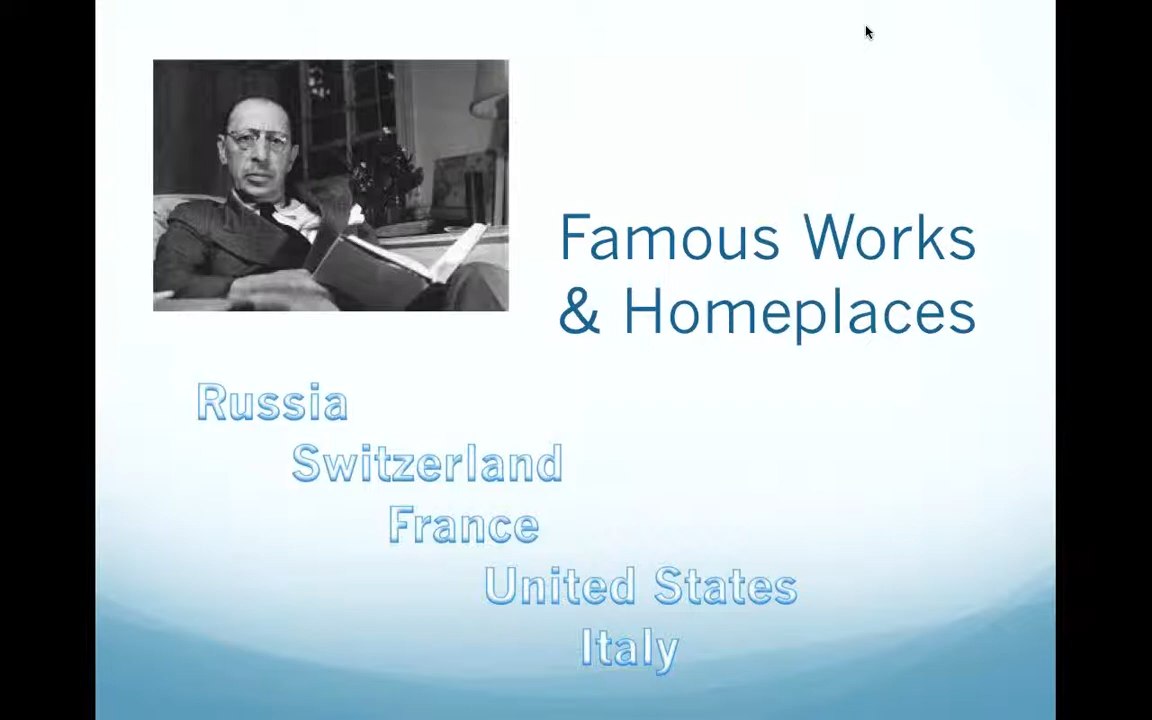 Famous Works
& Homeplaces
Russia
Switzerland
France
United States
Italy